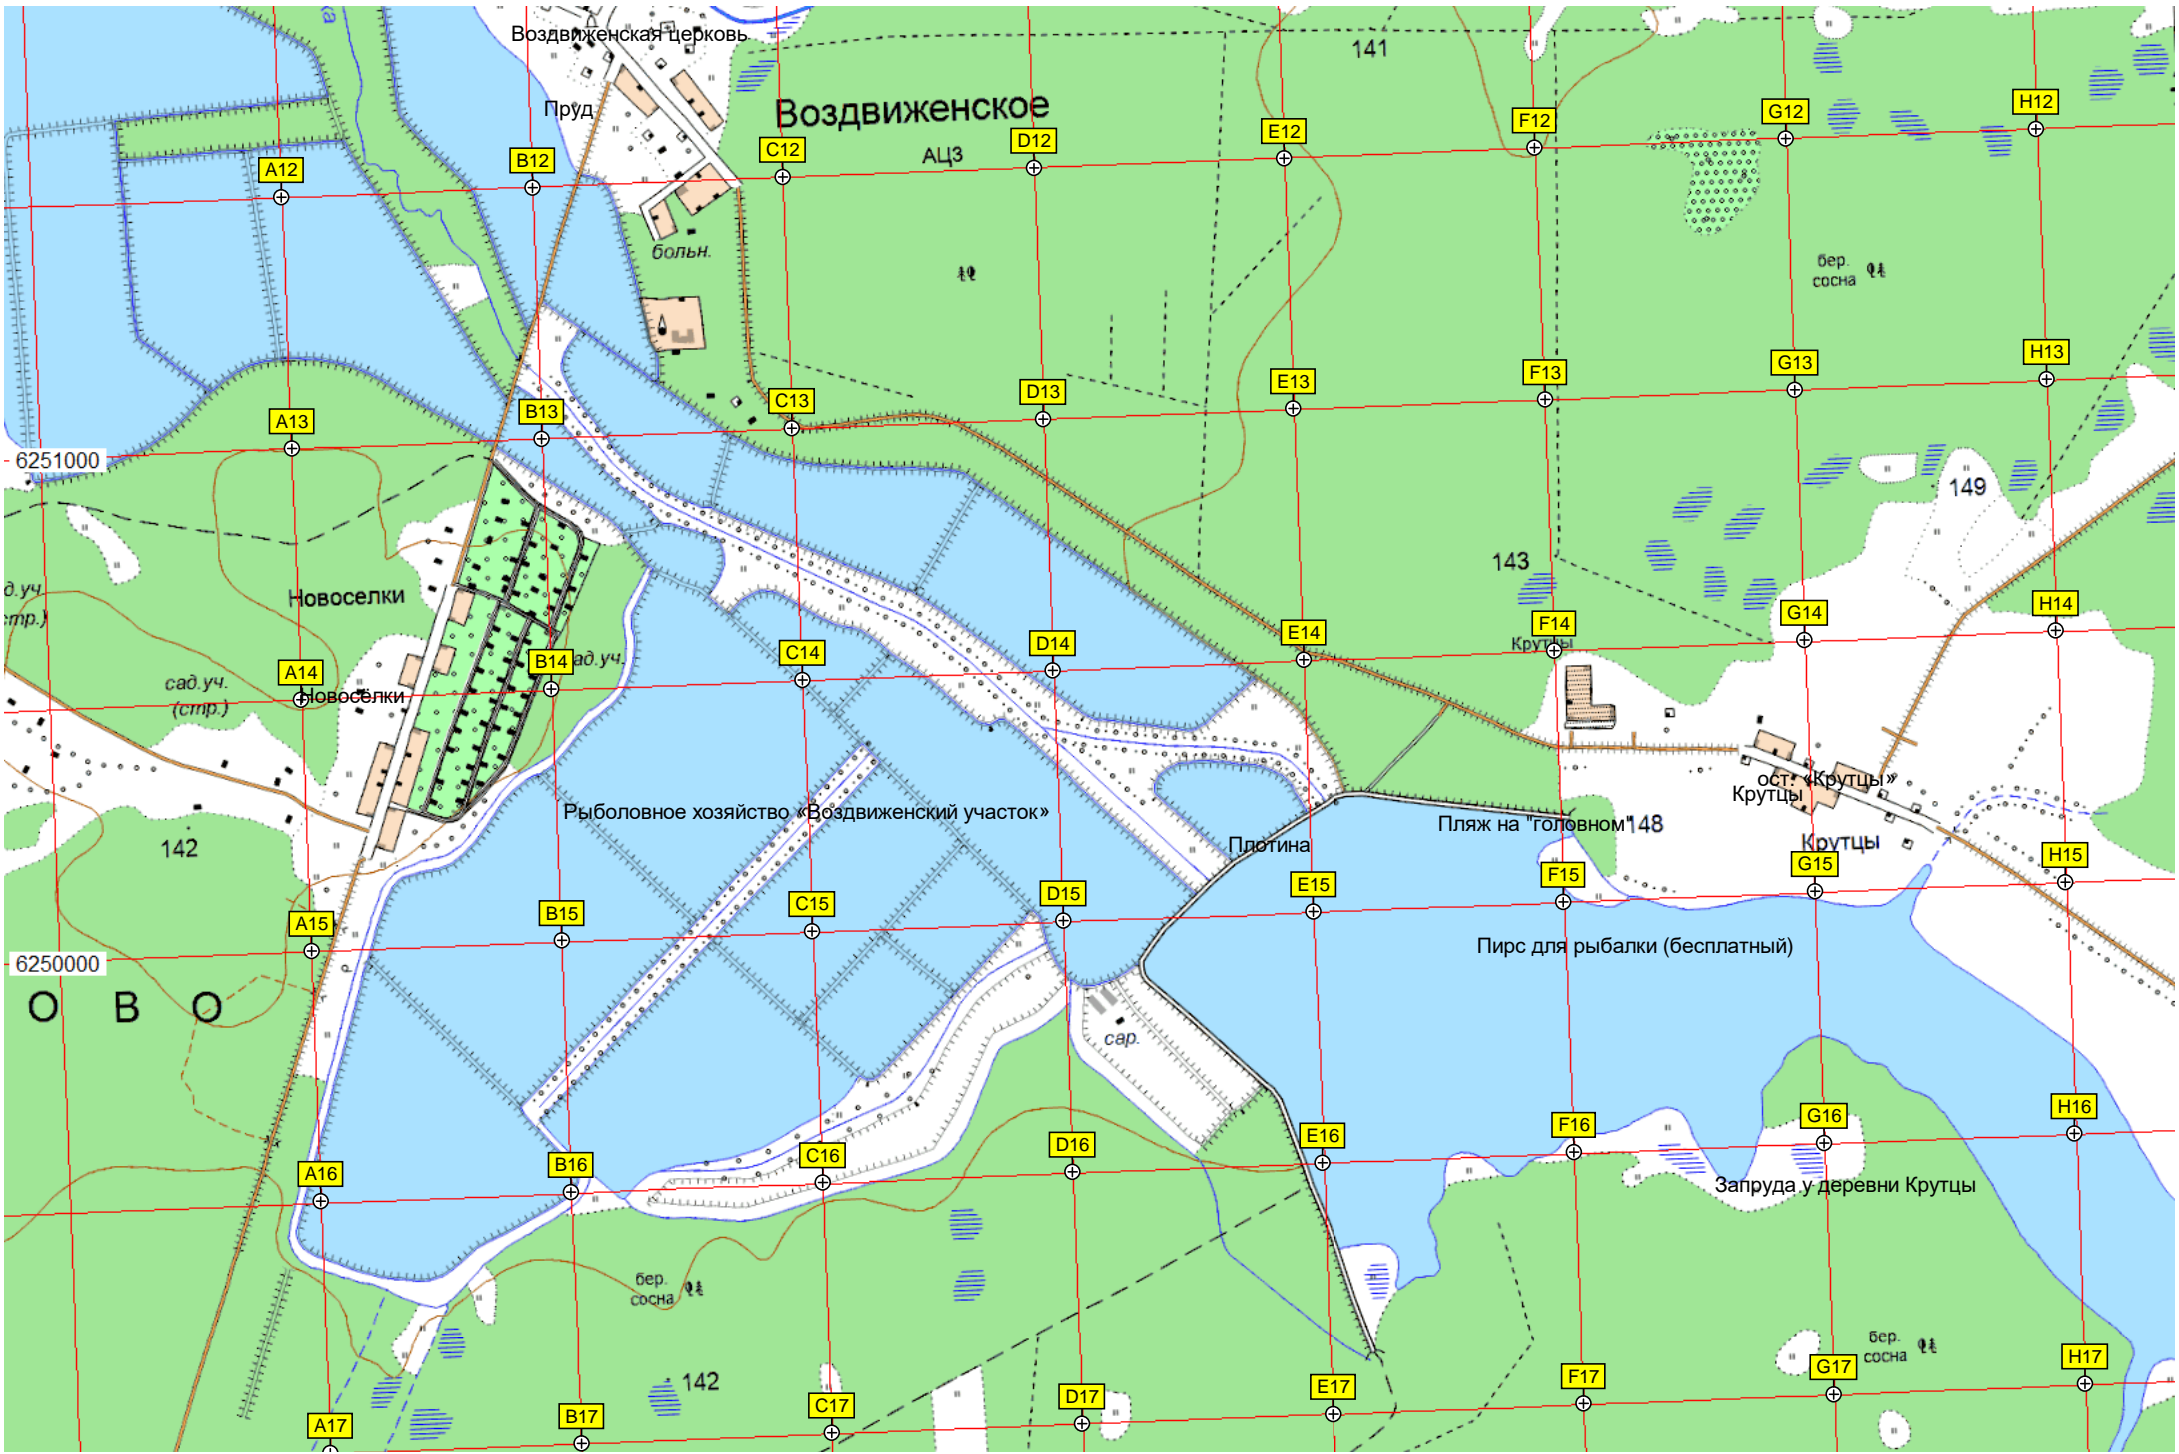 ка
Воздвиженская церковь
141
Пруд
Воздвиженское
H12
G12
F12
E12
D12
АЦЗ
C12
B12
A12
больн.
бер.
сосна
H13
G13
F13
E13
D13
C13
B13
A13
6251000
149
143
д.уч.
стр.)
Новоселки
H14
G14
F14
Крутцы
E14
D14
C14
B14
ад.уч.
A14
сад.уч.
(стр.)
Новосёлки
ост. «Крутцы»
Крутцы
Рыболовное хозяйство «Воздвиженский участок»
Пляж на "головном"
148
Плотина
Крутцы
142
H15
G15
F15
E15
D15
C15
B15
A15
Пирс для рыбалки (бесплатный)
6250000
О В О
сар.
H16
G16
F16
E16
D16
C16
B16
A16
Запруда у деревни Крутцы
бер.
сосна
бер.
сосна
142
H17
G17
F17
E17
D17
C17
B17
A17